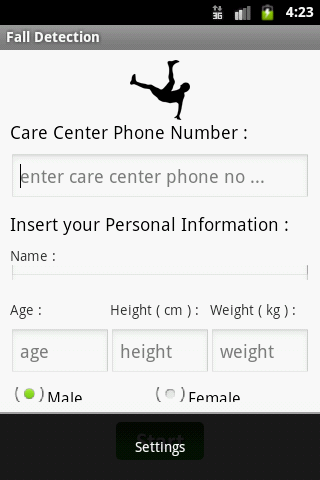 3G 4:23
Fall Detection
Care Center Phone Number :
enter care center phone no ...
Insert your Personal Information :
Name :
Age : Height ( cm ) : Weight ( kg ) :
age height weight
Male Female
Settings